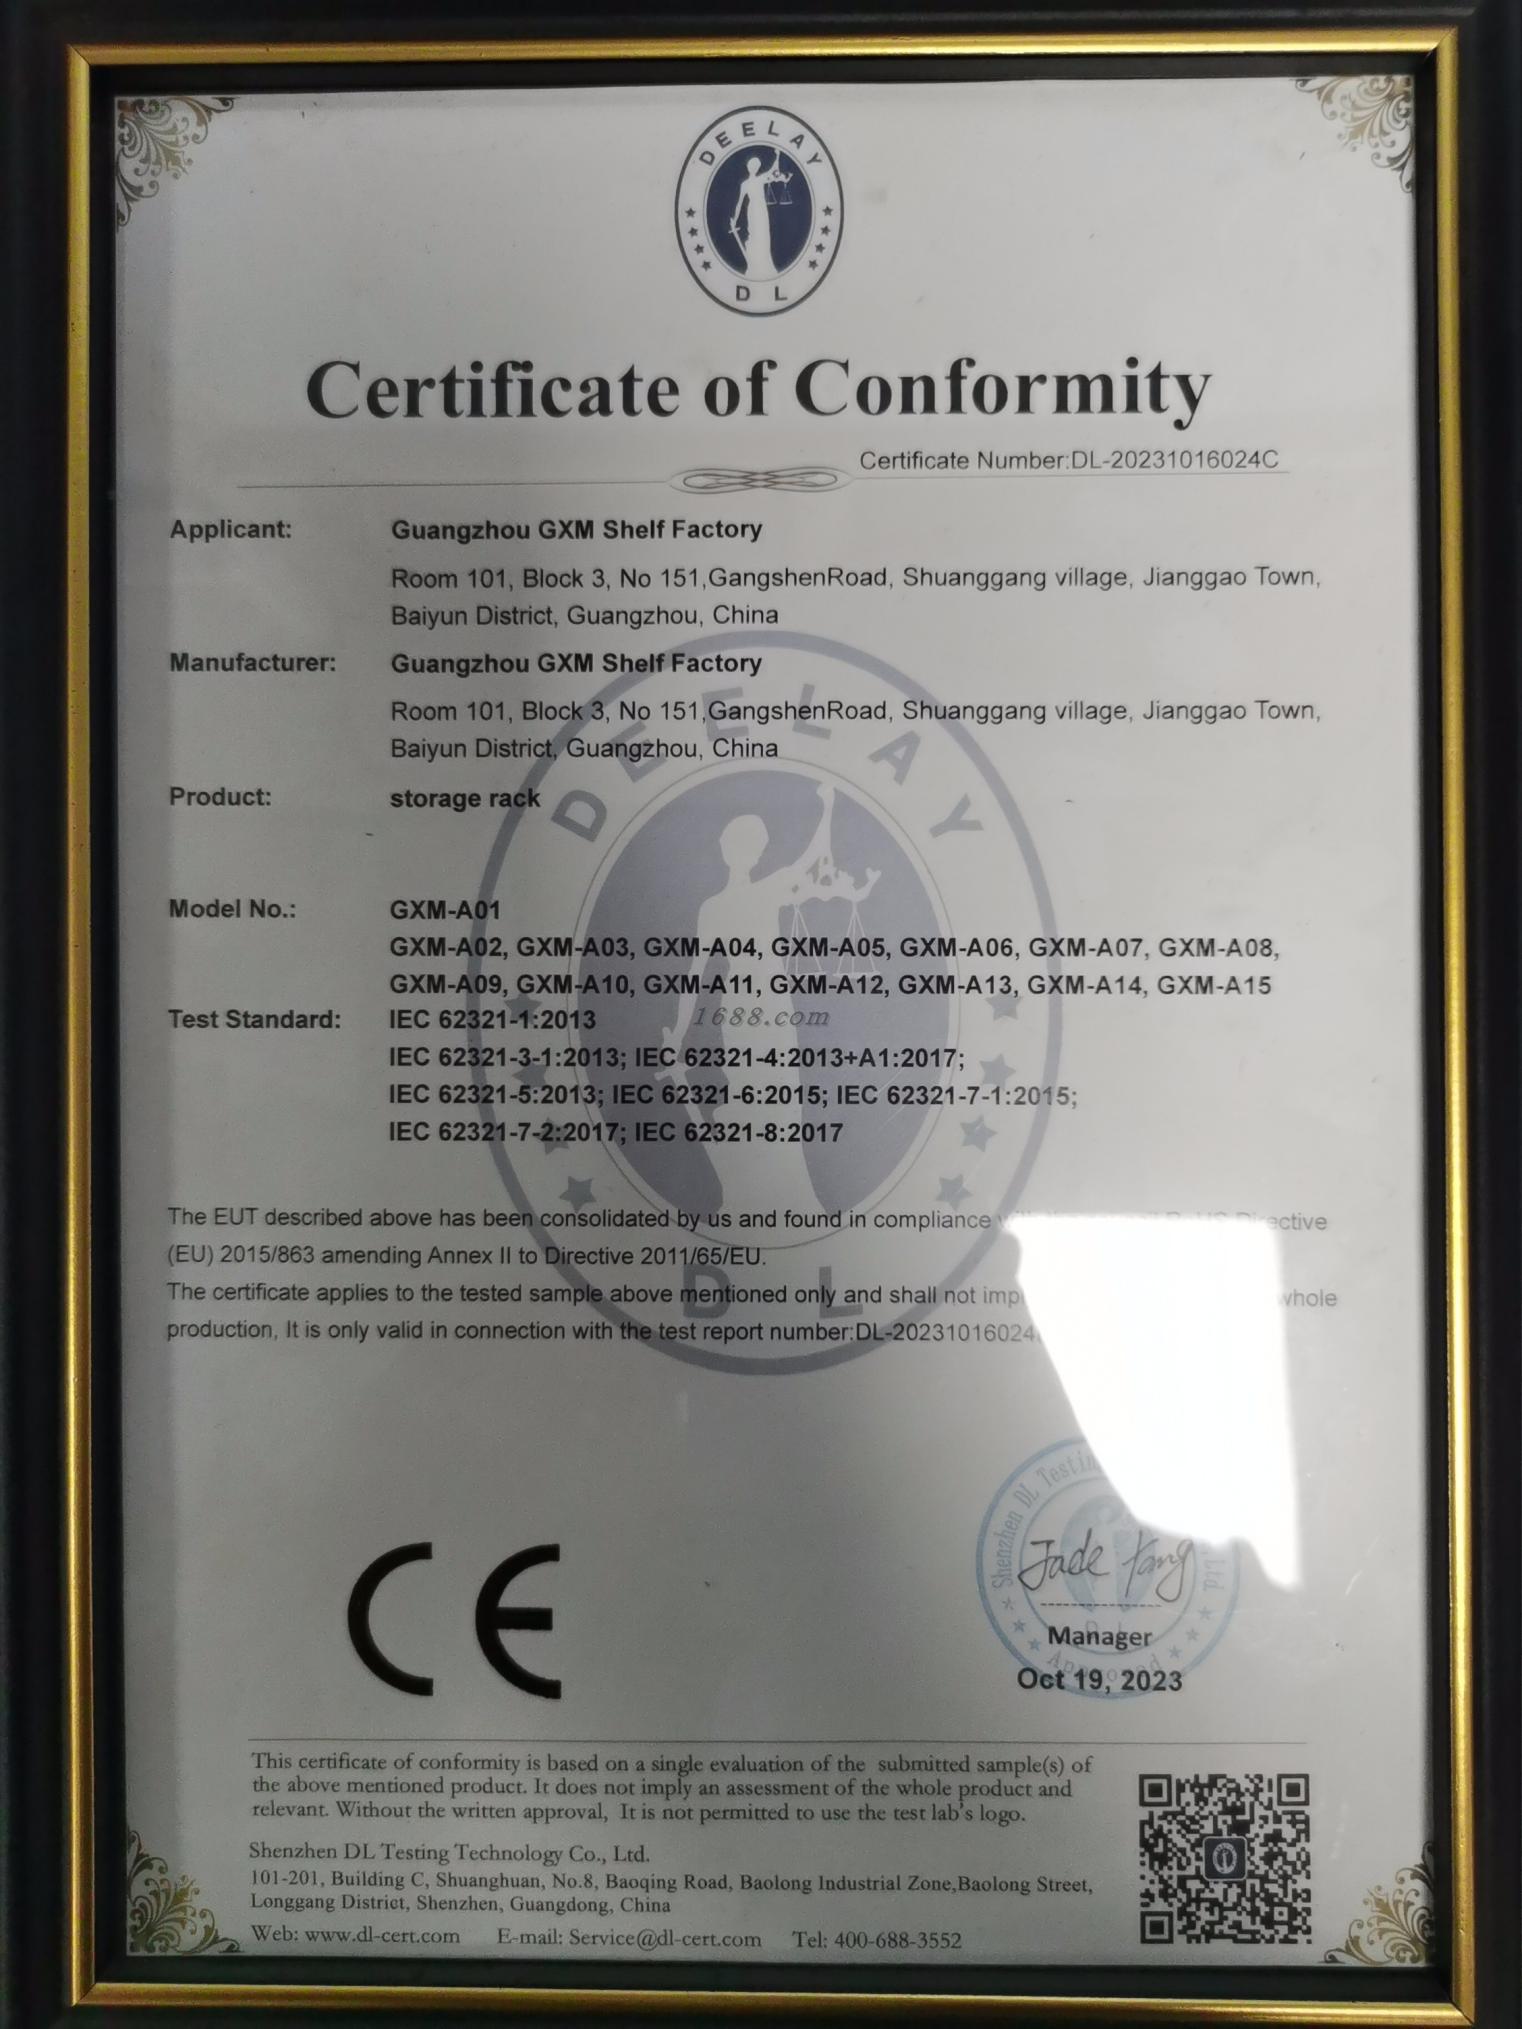 DEELAY
D L
Certificate of Conformity
Certificate Number:DL-20231016024C
Applicant: Guangzhou GXM Shelf Factory
Room 101, Block 3, No 151,GangshenRoad, Shuanggang village, Jianggao Town,
Baiyun District, Guangzhou, China
Manufacturer: Guangzhou GXM Shelf Factory
Room 101, Block 3, No 151,GangshenRoad, Shuanggang village, Jianggao Town,
Baiyun District, Guangzhou, China
DEELAY
Product: storage rack
Model No.: GXM-A01
GXM-A02, GXM-A03, GXM-A04, GXM-A05, GXM-A06, GXM-A07, GXM-A08,
GXM-A09, GXM-A10, GXM-A11, GXM-A12, GXM-A13, GXM-A14, GXM-A15
1688.com
Test Standard: IEC 62321-1:2013
IEC 62321-3-1:2013; IEC 62321-4:2013+A1:2017;
IEC 62321-5:2013; IEC 62321-6:2015; IEC 62321-7-1:2015;
IEC 62321-7-2:2017; IEC 62321-8:2017
The EUT described above has been consolidated by us and found in compliance RoHS Directive
(EU) 2015/863 amending Annex II to Directive 2011/65/EU.
D L
The certificate applies to the tested sample above mentioned only and shall not whole
production, It is only valid in connection with the test report number:DL-20231016024
CE
Shenzhen DL Testing Ltd
Jade Yang
D L
Approved
Manager
Oct 19, 2023
This certificate of conformity is based on a single evaluation of the submitted sample(s) of
the above mentioned product. It does not imply an assessment of the whole product and
relevant. Without the written approval, It is not permitted to use the test lab's logo.
Shenzhen DL Testing Technology Co., Ltd.
101-201, Building C, Shuanghuan, No.8, Baoqing Road, Baolong Industrial Zone,Baolong Street,
Longgang District, Shenzhen, Guangdong, China
Web: www.dl-cert.com E-mail: Service@dl-cert.com Tel: 400-688-3552